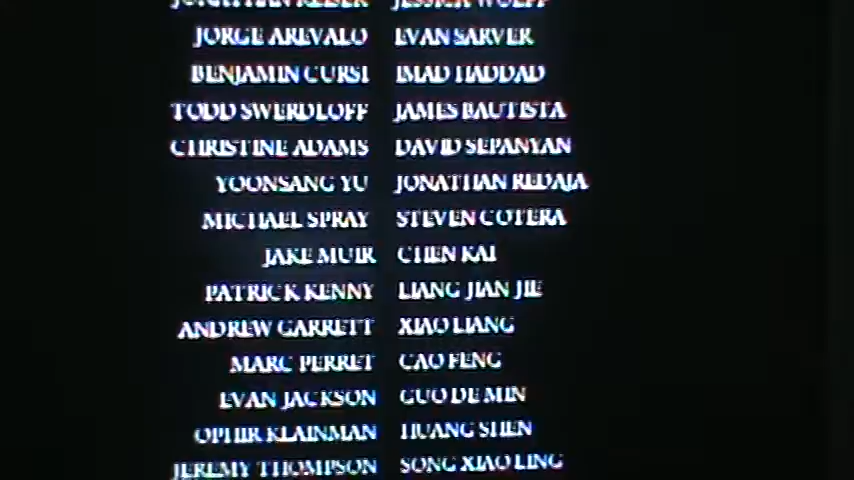 JORGE AREVALO EVAN SARVER
BENJAMIN CURSI IMAD HADDAD
TODD SWERDLOFF JAMES BAUTISTA
CHRISTINE ADAMS DAVID SEPANYAN
YOONSANG YU JONATHAN REDAJA
MICHAEL SPRAY STEVEN COTERA
JAKE MUIR CHEN KAI
PATRICK KENNY LIANG JIAN JIE
ANDREW GARRETT XIAO LIANG
MARC PERRET CAO FENG
EVAN JACKSON GUO DE MIN
OPHIR KLAINMAN HUANG SHEN
JEREMY THOMPSON SONG XIAO LING